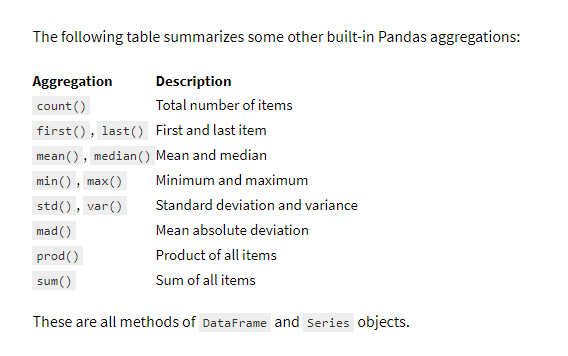 The following table summarizes some other built-in Pandas aggregations:
Aggregation Description
count() Total number of items
first() , last() First and last item
mean() , median() Mean and median
min() , max() Minimum and maximum
std() , var() Standard deviation and variance
mad() Mean absolute deviation
prod() Product of all items
sum() Sum of all items
These are all methods of DataFrame and Series objects.